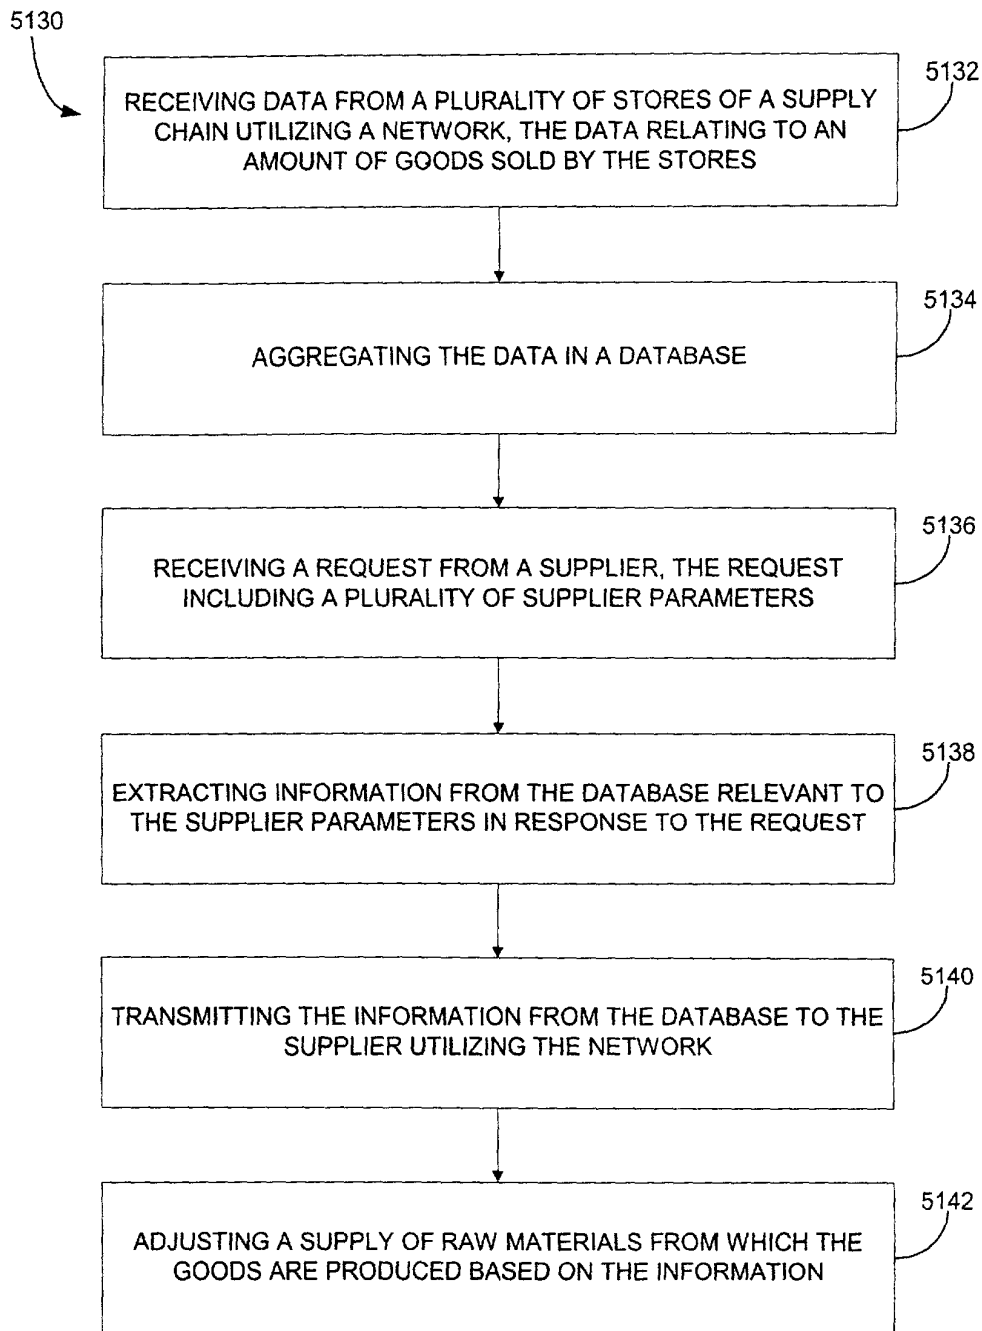 5130
RECEIVING DATA FROM A PLURALITY OF STORES OF A SUPPLY
CHAIN UTILIZING A NETWORK, THE DATA RELATING TO AN
AMOUNT OF GOODS SOLD BY THE STORES
5132
AGGREGATING THE DATA IN A DATABASE
5134
RECEIVING A REQUEST FROM A SUPPLIER, THE REQUEST
INCLUDING A PLURALITY OF SUPPLIER PARAMETERS
5136
EXTRACTING INFORMATION FROM THE DATABASE RELEVANT TO
THE SUPPLIER PARAMETERS IN RESPONSE TO THE REQUEST
5138
TRANSMITTING THE INFORMATION FROM THE DATABASE TO THE
SUPPLIER UTILIZING THE NETWORK
5140
ADJUSTING A SUPPLY OF RAW MATERIALS FROM WHICH THE
GOODS ARE PRODUCED BASED ON THE INFORMATION
5142